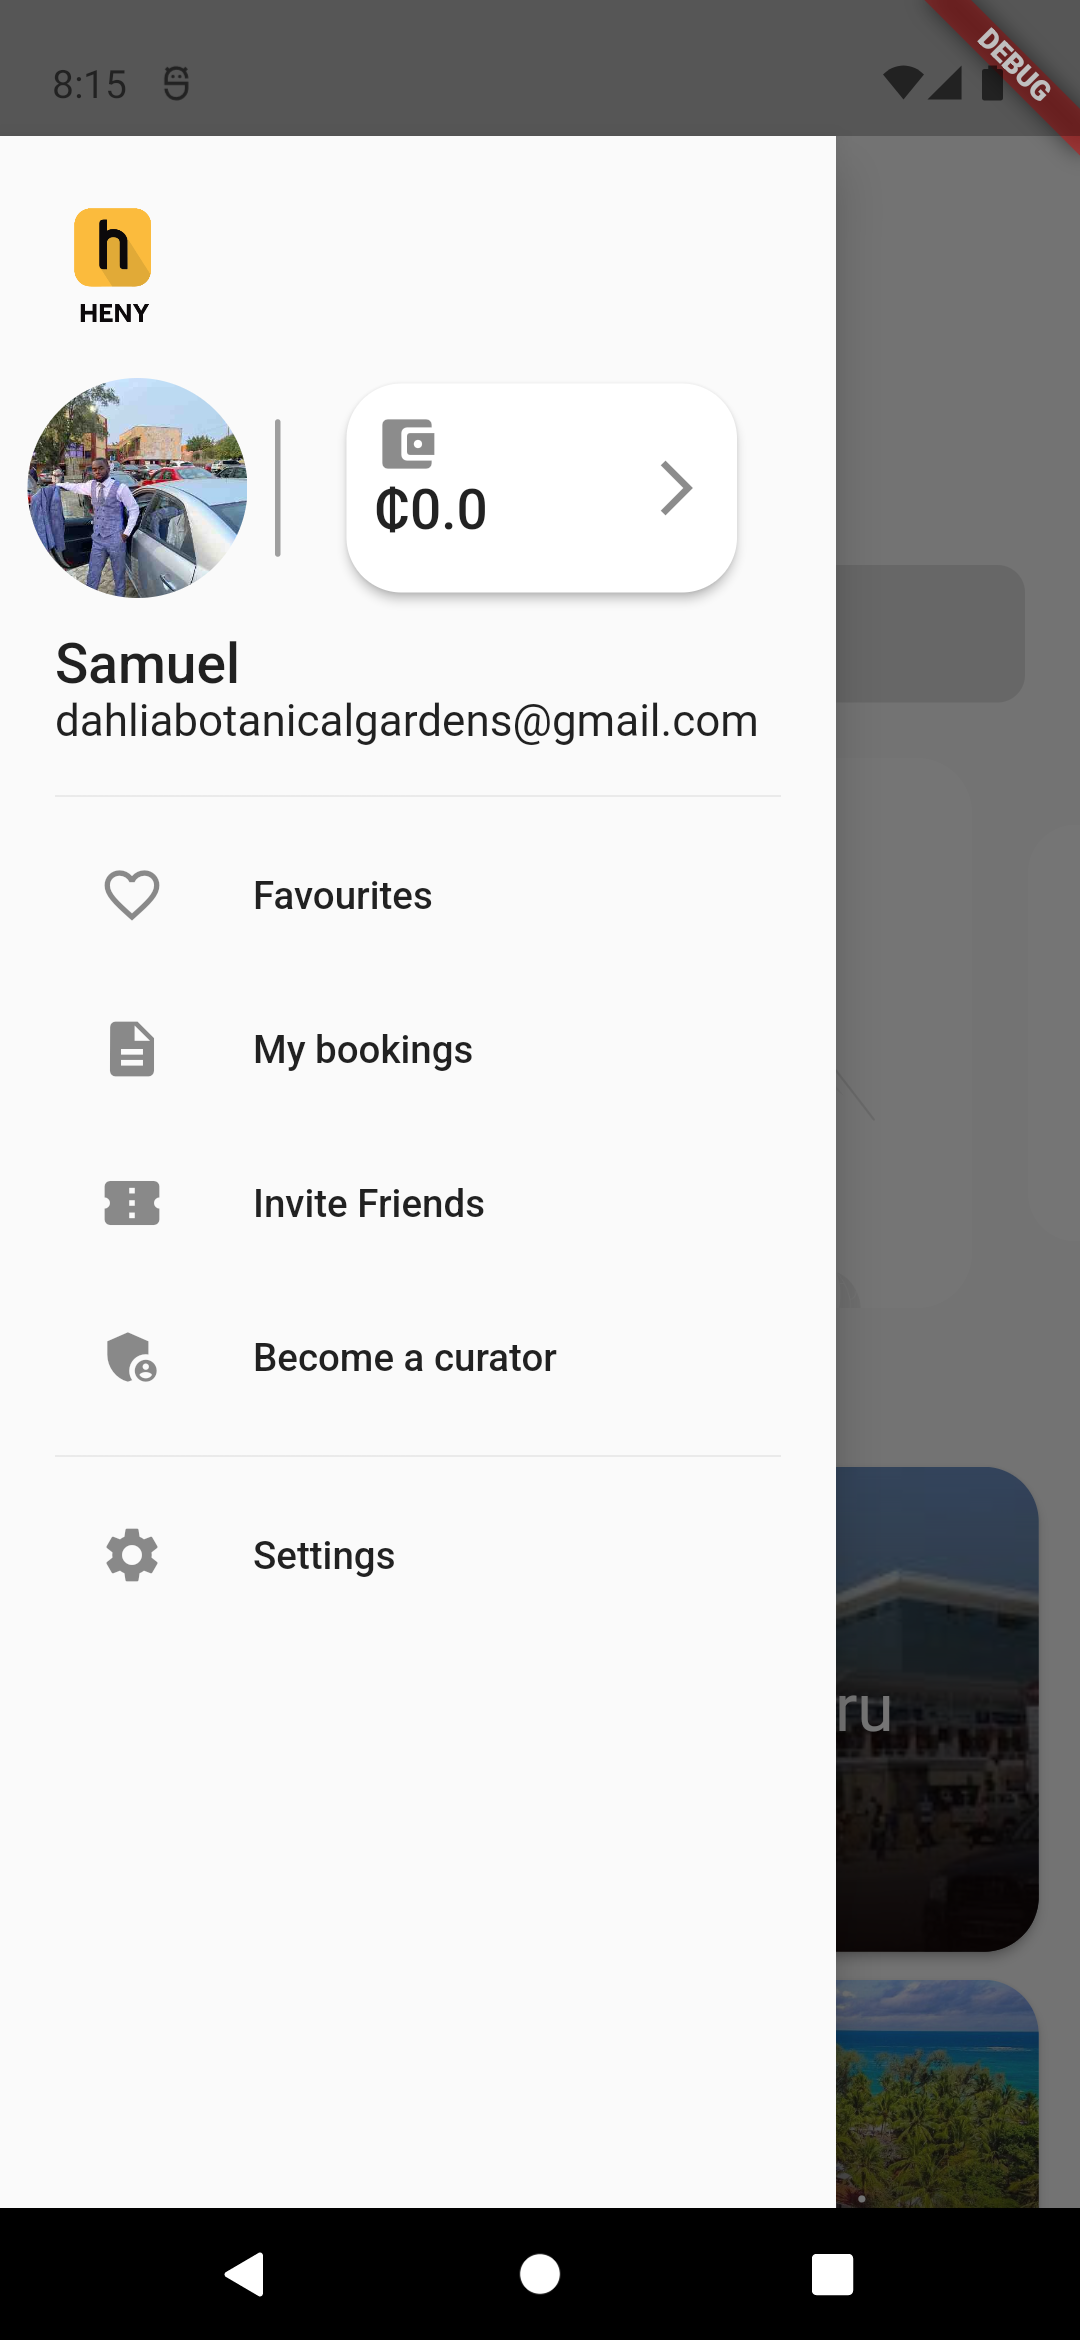 8:15
DEBUG
h
HENY
₵0.0
Samuel
dahliabotanicalgardens@gmail.com
Favourites
My bookings
Invite Friends
Become a curator
Settings
ru